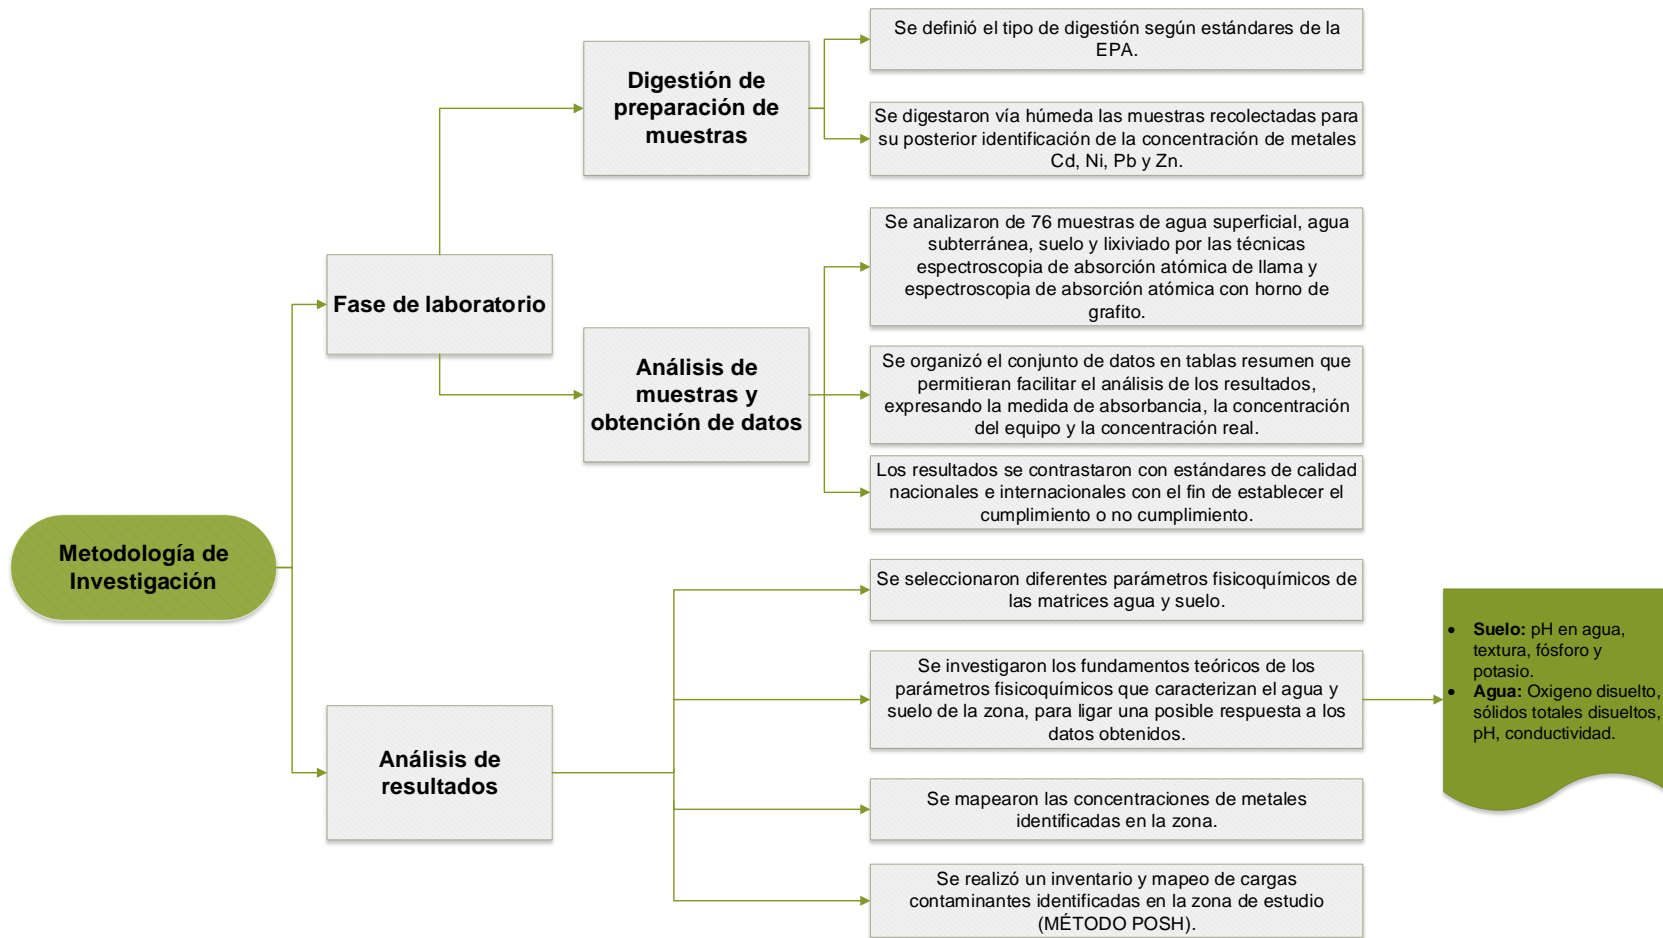 Metodología de
Investigación
Fase de laboratorio
Digestión de
preparación de
muestras
Se definió el tipo de digestión según estándares de la
EPA.
Se digestaron vía húmeda las muestras recolectadas para
su posterior identificación de la concentración de metales
Cd, Ni, Pb y Zn.
Análisis de
muestras y
obtención de datos
Se analizaron de 76 muestras de agua superficial, agua
subterránea, suelo y lixiviado por las técnicas
espectroscopia de absorción atómica de llama y
espectroscopia de absorción atómica con horno de
grafito.
Se organizó el conjunto de datos en tablas resumen que
permitieran facilitar el análisis de los resultados,
expresando la medida de absorbancia, la concentración
del equipo y la concentración real.
Los resultados se contrastaron con estándares de calidad
nacionales e internacionales con el fin de establecer el
cumplimiento o no cumplimiento.
Análisis de
resultados
Se seleccionaron diferentes parámetros fisicoquímicos de
las matrices agua y suelo.
Se investigaron los fundamentos teóricos de los
parámetros fisicoquímicos que caracterizan el agua y
suelo de la zona, para ligar una posible respuesta a los
datos obtenidos.
• Suelo: pH en agua,
textura, fósforo y
potasio.
• Agua: Oxigeno disuelto,
sólidos totales disueltos,
pH, conductividad.
Se mapearon las concentraciones de metales
identificadas en la zona.
Se realizó un inventario y mapeo de cargas
contaminantes identificadas en la zona de estudio
(MÉTODO POSH).